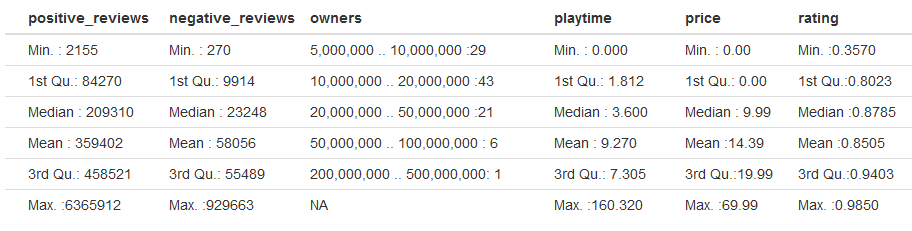 positive_reviews negative_reviews owners playtime price rating
Min. : 2155 Min. : 270 5,000,000 .. 10,000,000 :29 Min. : 0.000 Min. : 0.00 Min. :0.3570
1st Qu.: 84270 1st Qu.: 9914 10,000,000 .. 20,000,000 :43 1st Qu.: 1.812 1st Qu.: 0.00 1st Qu.:0.8023
Median : 209310 Median : 23248 20,000,000 .. 50,000,000 :21 Median : 3.600 Median : 9.99 Median :0.8785
Mean : 359402 Mean : 58056 50,000,000 .. 100,000,000 : 6 Mean : 9.270 Mean :14.39 Mean :0.8505
3rd Qu.: 458521 3rd Qu.: 55489 200,000,000 .. 500,000,000: 1 3rd Qu.: 7.305 3rd Qu.:19.99 3rd Qu.:0.9403
Max. :6365912 Max. :929663 NA Max. :160.320 Max. :69.99 Max. :0.9850